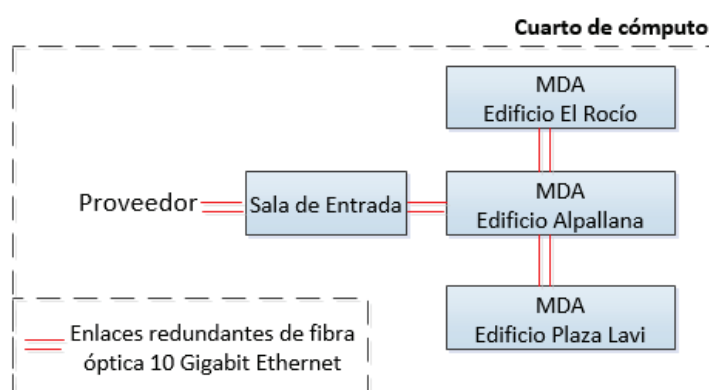 Cuarto de cómputo
MDA
Edificio El Rocío
Proveedor
Sala de Entrada
MDA
Edificio Alpallana
MDA
Edificio Plaza Lavi
Enlaces redundantes de fibra
óptica 10 Gigabit Ethernet